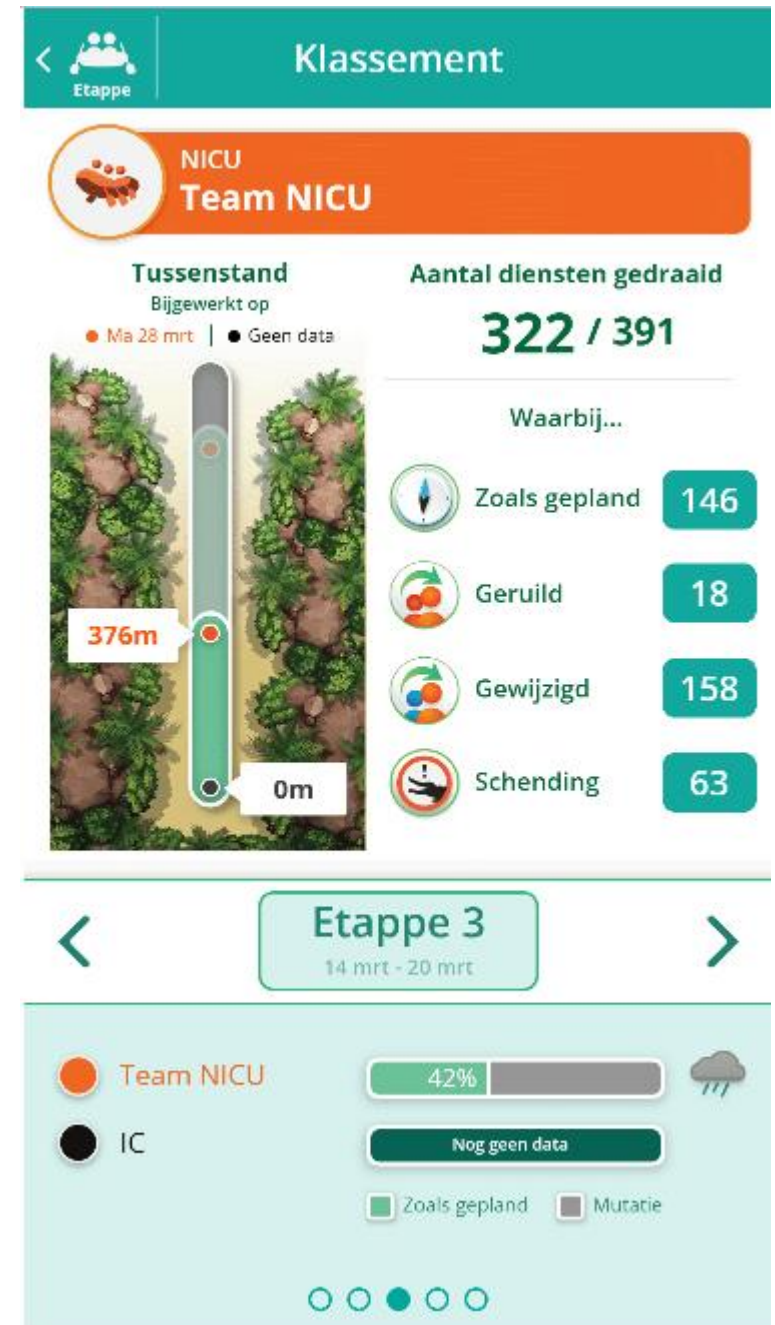 Etappe
Klassement
NICU
Team NICU
Tussenstand
Bijgewerkt op
Ma 28 mrt | Geen data
376m
0m
Aantal diensten gedraaid
322 / 391
Waarbij...
Zoals gepland 146
Geruild 18
Gewijzigd 158
Schending 63
Etappe 3
14 mrt - 20 mrt
Team NICU 42%
IC Nog geen data
Zoals gepland Mutatie